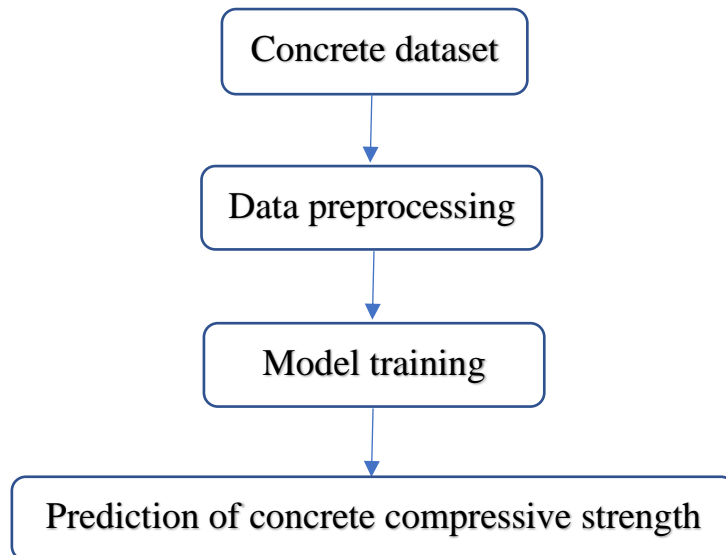 Concrete dataset
Data preprocessing
Model training
Prediction of concrete compressive strength